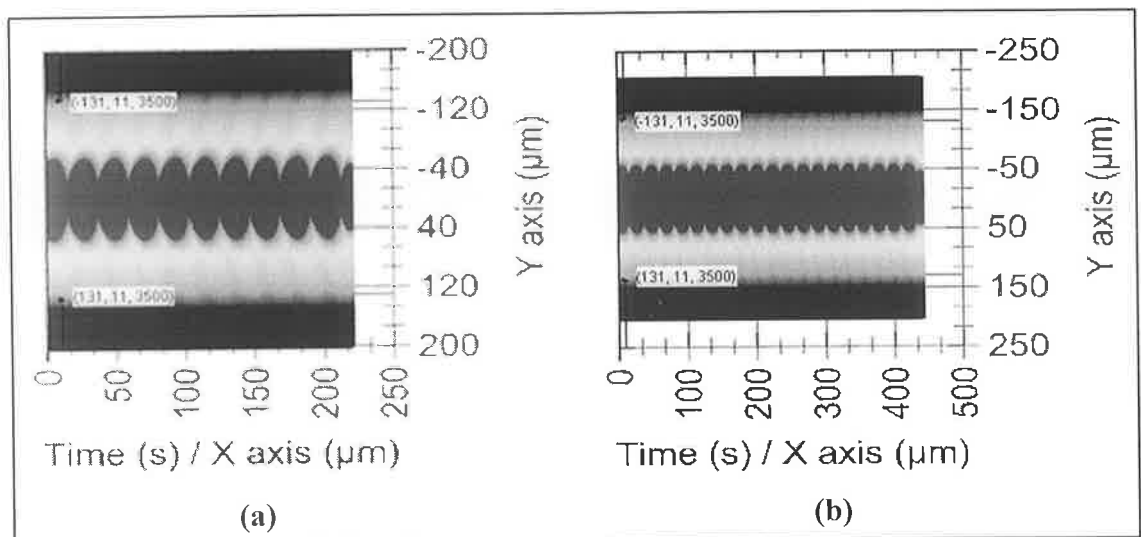 -200
(-131, 11, 3500)
-120
-40
40
120
(131, 11, 3500)
200
Y axis (µm)
0
50
100
150
200
250
Time (s) / X axis (µm)
(a)
-250
-150
(-131, 11, 3500)
-50
50
(131, 11, 3500)
150
250
Y axis (µm)
0
100
200
300
400
500
Time (s) / X axis (µm)
(b)